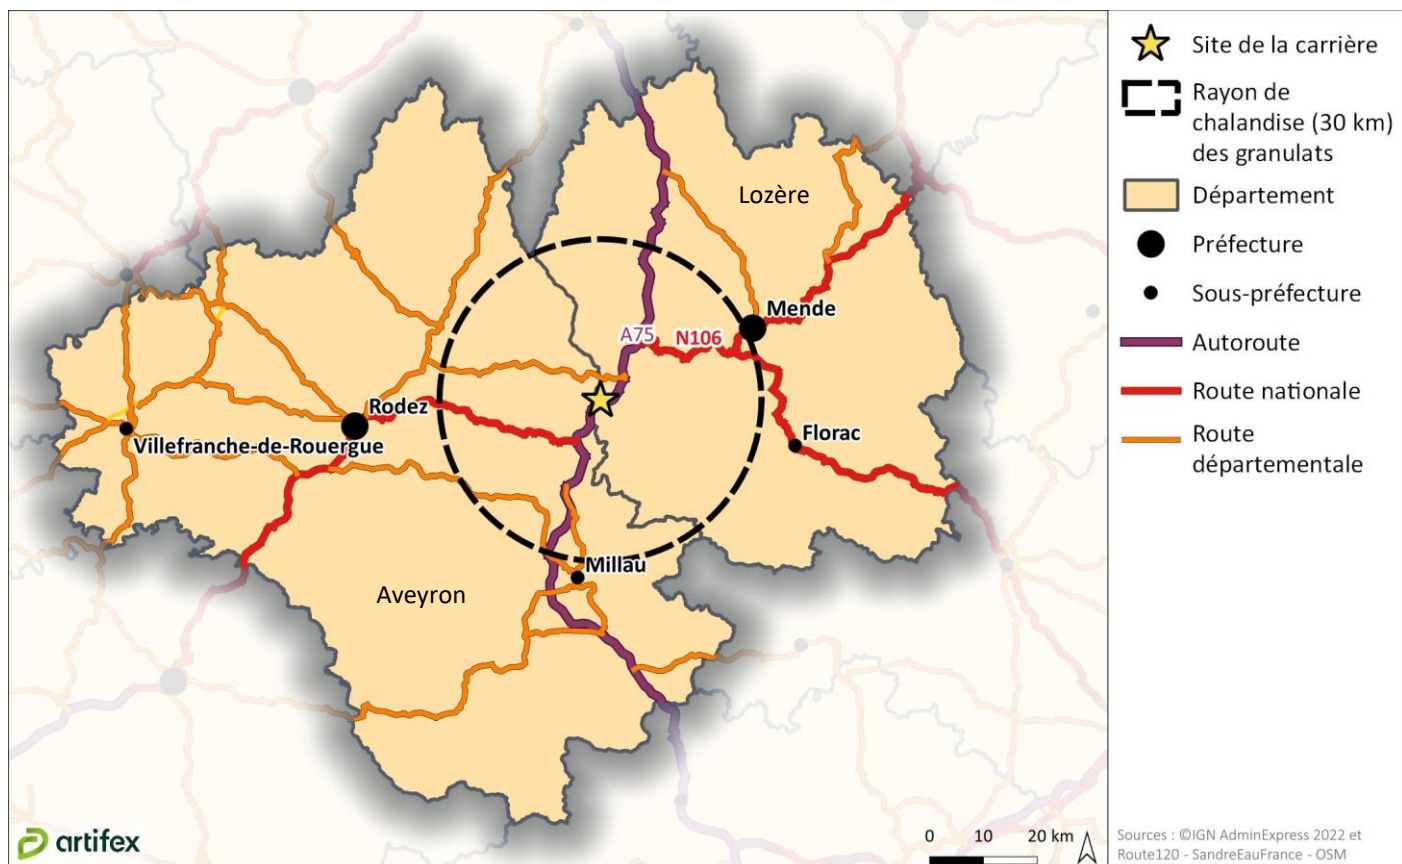 Lozère
Mende
A75
N106
Rodez
Florac
Villefranche-de-Rouergue
Millau
Aveyron
artifex
0 10 20 km
Site de la carrière
Rayon de
chalandise (30 km)
des granulats
Département
Préfecture
Sous-préfecture
Autoroute
Route nationale
Route
départementale
Sources : ©IGN AdminExpress 2022 et
Route120 - SandreEauFrance - OSM